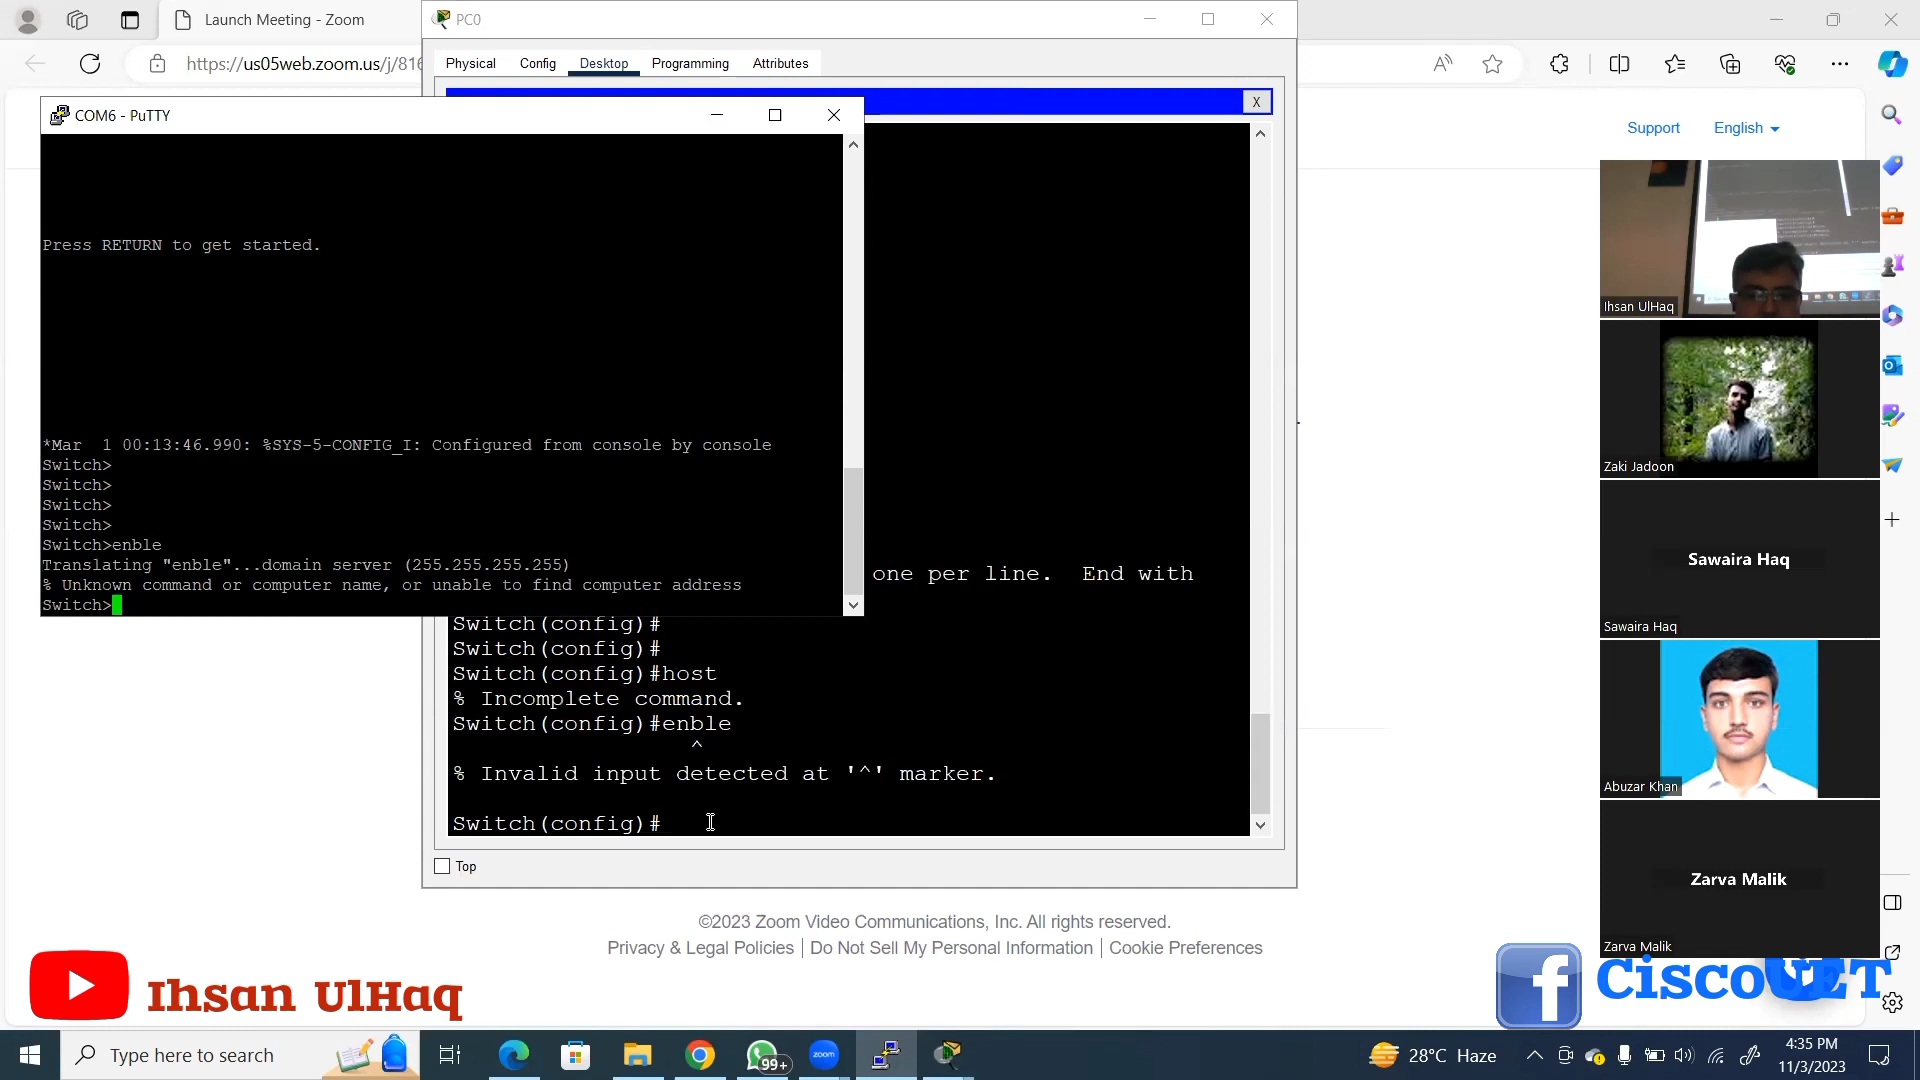 Launch Meeting - Zoom
PC0
https://us05web.zoom.us/j/816
Physical
Config
Desktop
Programming
Attributes
X
COM6 - PuTTY
Support
English
Press RETURN to get started.
*Mar  1 00:13:46.990: %SYS-5-CONFIG_I: Configured from console by console
Switch>
Switch>
Switch>
Switch>
Switch>enble
Translating "enble"...domain server (255.255.255.255)
% Unknown command or computer name, or unable to find computer address
Switch>
one per line.  End with
Switch(config)#
Switch(config)#
Switch(config)#host
% Incomplete command.
Switch(config)#enble
^
% Invalid input detected at '^' marker.
Switch(config)#
Top
Ihsan UlHaq
Zaki Jadoon
Sawaira Haq
Sawaira Haq
Abuzar Khan
Zarva Malik
Zarva Malik
©2023 Zoom Video Communications, Inc. All rights reserved.
Privacy & Legal Policies | Do Not Sell My Personal Information | Cookie Preferences
Ihsan UlHaq
CiscoUET
Type here to search
99+
zoom
28°C Haze
4:35 PM
11/3/2023